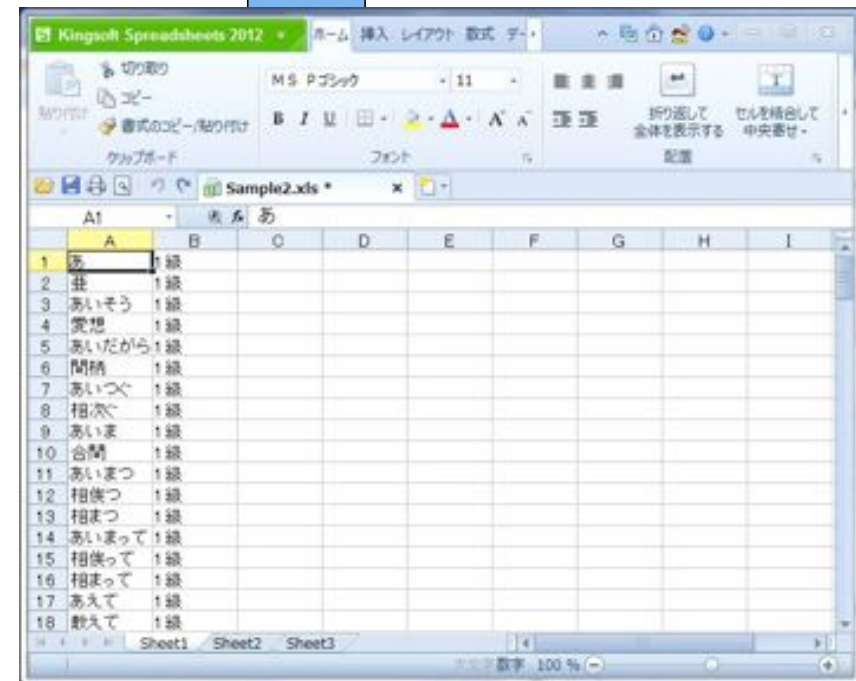 Kingsoft Spreadsheets 2012 ホーム 挿入 レイアウト 数式 デー
切り取り
コピー
貼り付け
書式のコピー/貼り付け
クリップボード
MS Pゴシック 11
B I U A A A
フォント
折り返して
全体を表示する
セルを結合して
中央寄せ
配置
Sample2.xls *
A1 fx あ
A B C D E F G H I
1 あ 1級
2 亜 1級
3 あいそう 1級
4 愛想 1級
5 あいだがら 1級
6 間柄 1級
7 あいつぐ 1級
8 相次ぐ 1級
9 あいま 1級
10 合間 1級
11 あいまつ 1級
12 相俟つ 1級
13 相まつ 1級
14 あいまって 1級
15 相俟って 1級
16 相まって 1級
17 あえて 1級
18 敢えて 1級
Sheet1 Sheet2 Sheet3
数字 100 %